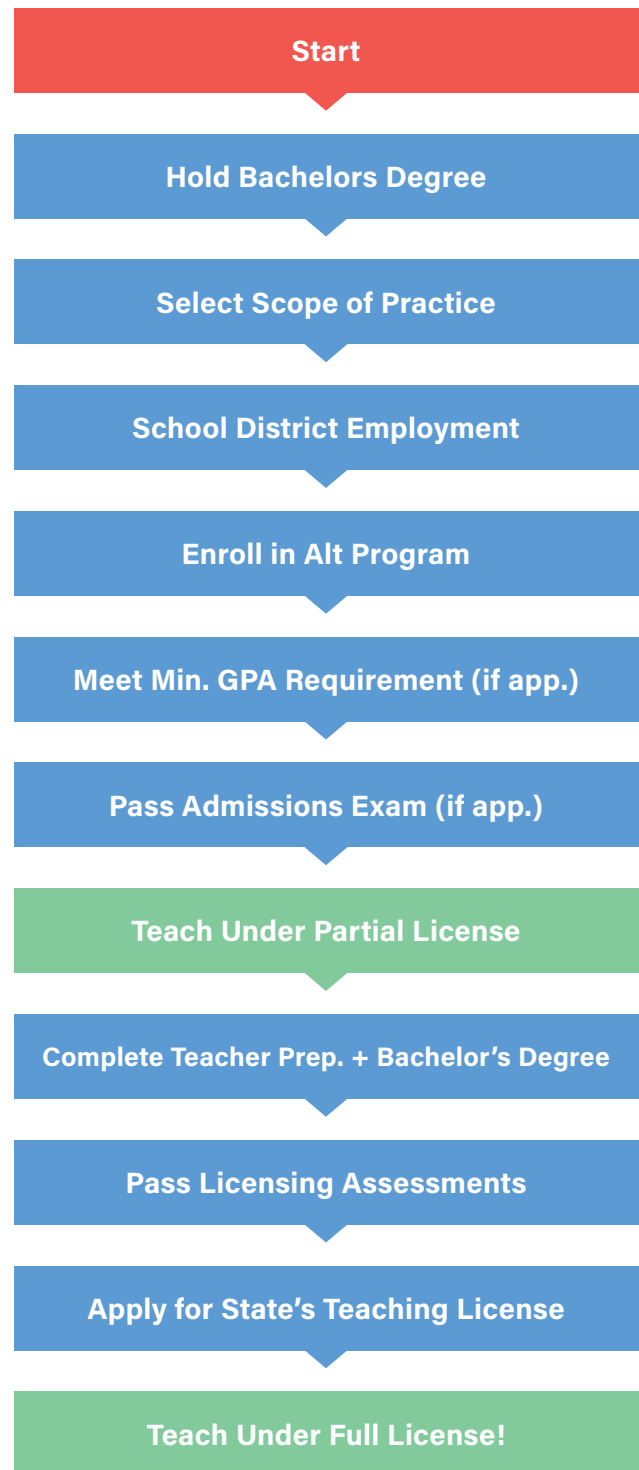 Start
Hold Bachelors Degree
Select Scope of Practice
School District Employment
Enroll in Alt Program
Meet Min. GPA Requirement (if app.)
Pass Admissions Exam (if app.)
Teach Under Partial License
Complete Teacher Prep. + Bachelor’s Degree
Pass Licensing Assessments
Apply for State’s Teaching License
Teach Under Full License!